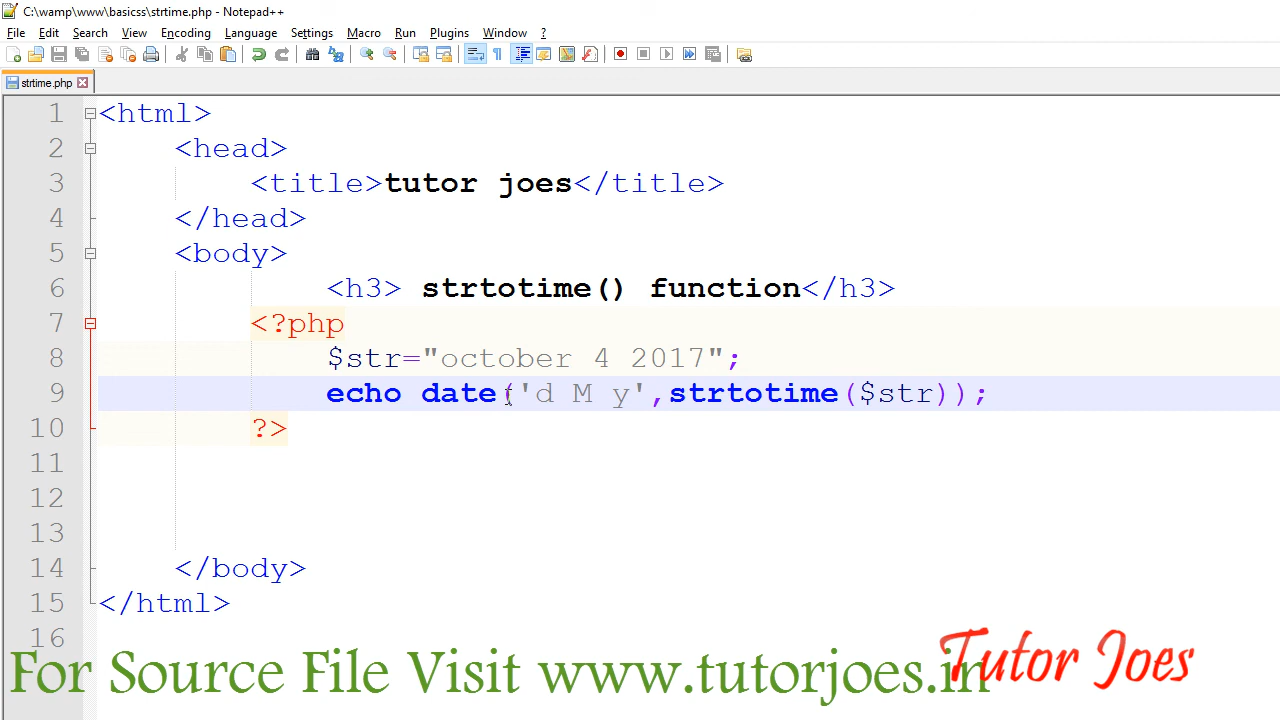 C:\wamp\www\basicss\strtime.php - Notepad++
File Edit Search View Encoding Language Settings Macro Run Plugins Window ?
strtime.php
1 <html>
2 <head>
3 <title>tutor joes</title>
4 </head>
5 <body>
6 <h3> strtotime() function</h3>
7 <?php
8 $str="october 4 2017";
9 echo date('d M y',strtotime($str));
10 ?>
11
12
13
14 </body>
15 </html>
16
For Source File Visit www.tutorjoes.in
Tutor Joes